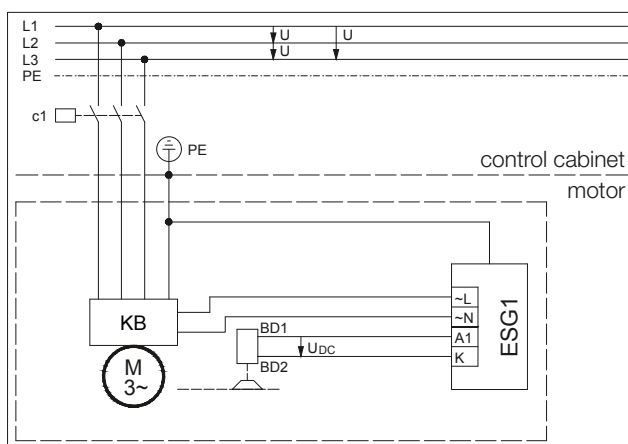 L1
L2
L3
PE
U
U
U
c1
PE
control cabinet
motor
KB
M
3~
BD1
BD2
UDC
~L
~N
A1
K
ESG1